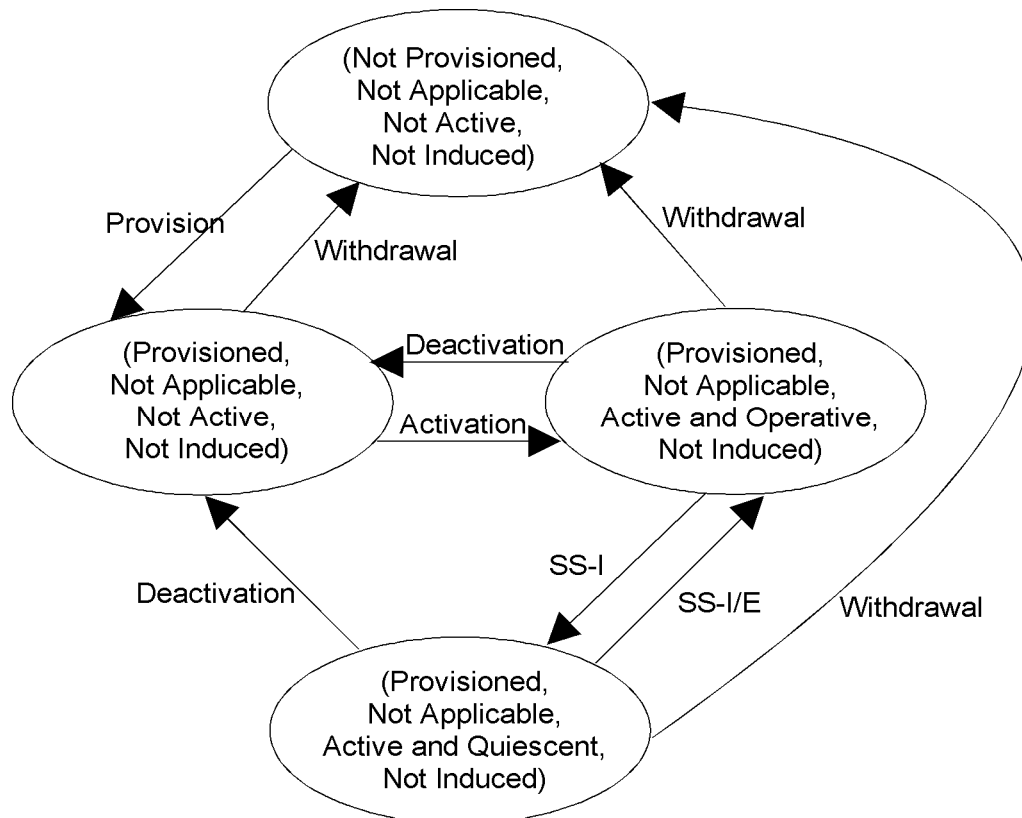 (Not Provisioned,
Not Applicable,
Not Active,
Not Induced)
Provision
Withdrawal
Withdrawal
(Provisioned,
Not Applicable,
Not Active,
Not Induced)
Deactivation
Activation
(Provisioned,
Not Applicable,
Active and Operative,
Not Induced)
Deactivation
SS-I
SS-I/E
Withdrawal
(Provisioned,
Not Applicable,
Active and Quiescent,
Not Induced)